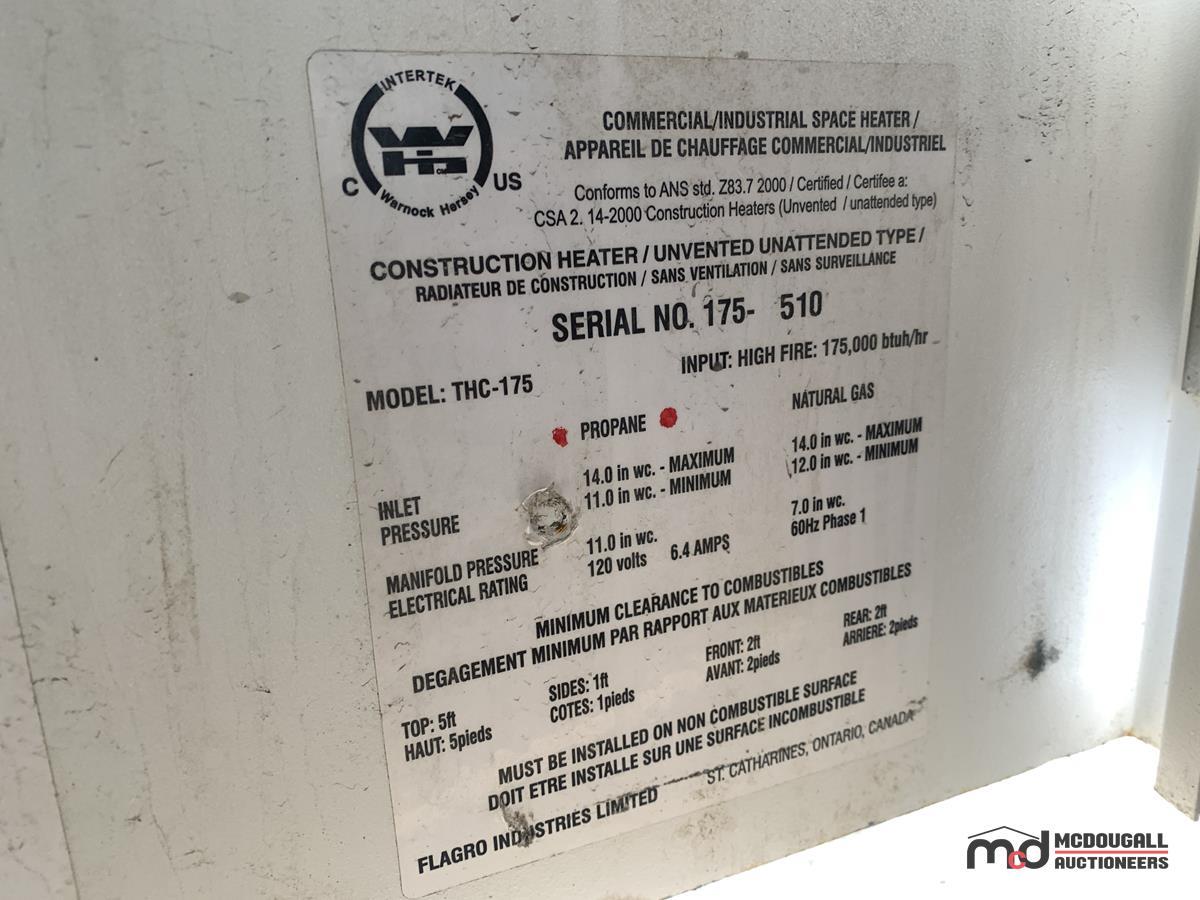 INTERTEK
WH
CM
C US
Warnock Hersey
COMMERCIAL/INDUSTRIAL SPACE HEATER /
APPAREIL DE CHAUFFAGE COMMERCIAL/INDUSTRIEL
Conforms to ANS std. Z83.7 2000 / Certified / Certifee a:
CSA 2. 14-2000 Construction Heaters (Unvented / unattended type)
CONSTRUCTION HEATER / UNVENTED UNATTENDED TYPE /
RADIATEUR DE CONSTRUCTION / SANS VENTILATION / SANS SURVEILLANCE
SERIAL NO. 175- 510
MODEL: THC-175 INPUT: HIGH FIRE: 175,000 btuh/hr
PROPANE NATURAL GAS
INLET 14.0 in wc. - MAXIMUM 14.0 in wc. - MAXIMUM
PRESSURE 11.0 in wc. - MINIMUM 12.0 in wc. - MINIMUM
MANIFOLD PRESSURE 11.0 in wc. 7.0 in wc.
ELECTRICAL RATING 120 volts 6.4 AMPS 60Hz Phase 1
MINIMUM CLEARANCE TO COMBUSTIBLES
DEGAGEMENT MINIMUM PAR RAPPORT AUX MATERIEUX COMBUSTIBLES
TOP: 5ft SIDES: 1ft FRONT: 2ft REAR: 2ft
HAUT: 5pieds COTES: 1pieds AVANT: 2pieds ARRIERE: 2pieds
MUST BE INSTALLED ON NON COMBUSTIBLE SURFACE
DOIT ETRE INSTALLE SUR UNE SURFACE INCOMBUSTIBLE
FLAGRO INDUSTRIES LIMITED ST. CATHARINES, ONTARIO, CANADA
mcd MCDOUGALL
AUCTIONEERS